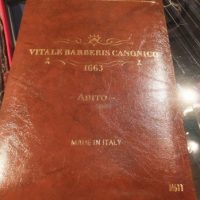 VITALE BARBERIS CANONICO
1663
ABITO
MADE IN ITALY